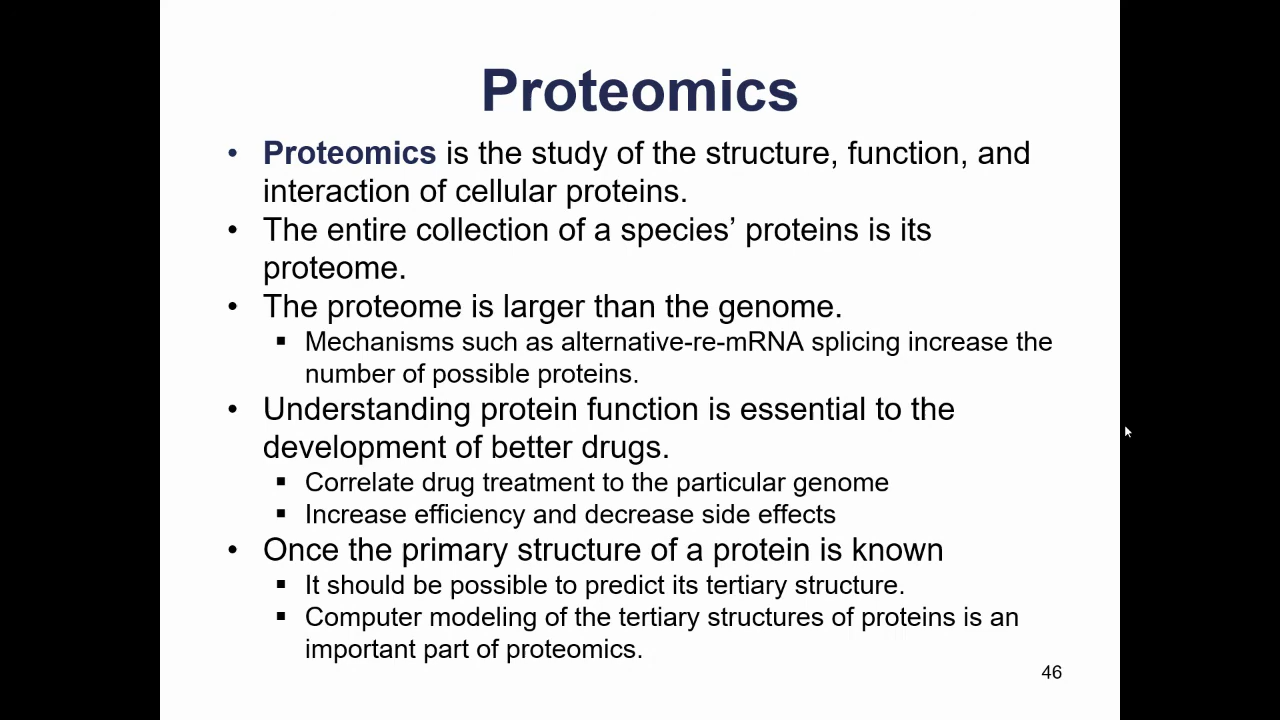 Proteomics
• Proteomics is the study of the structure, function, and
interaction of cellular proteins.
• The entire collection of a species’ proteins is its
proteome.
• The proteome is larger than the genome.
▪ Mechanisms such as alternative-re-mRNA splicing increase the
number of possible proteins.
• Understanding protein function is essential to the
development of better drugs.
▪ Correlate drug treatment to the particular genome
▪ Increase efficiency and decrease side effects
• Once the primary structure of a protein is known
▪ It should be possible to predict its tertiary structure.
▪ Computer modeling of the tertiary structures of proteins is an
important part of proteomics.
46